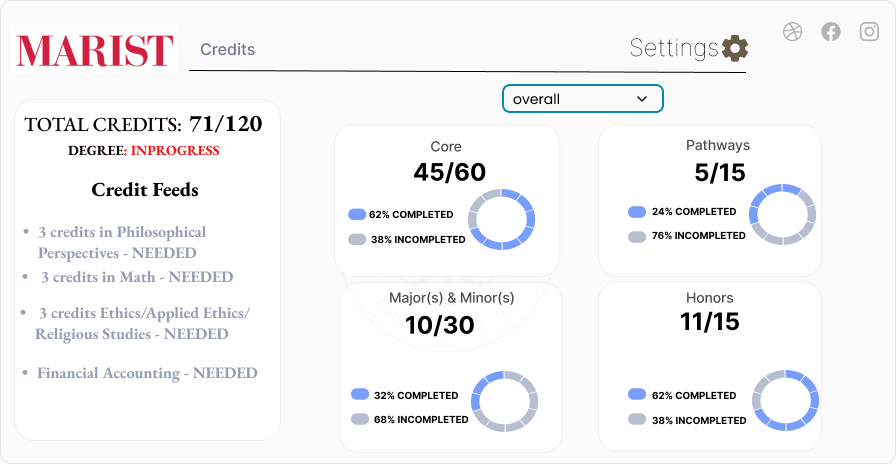 MARIST
Credits
Settings
overall
TOTAL CREDITS: 71/120
DEGREE: INPROGRESS
Credit Feeds
• 3 credits in Philosophical
Perspectives - NEEDED
• 3 credits in Math - NEEDED
• 3 credits Ethics/Applied Ethics/
Religious Studies - NEEDED
• Financial Accounting - NEEDED
Core
45/60
62% COMPLETED
38% INCOMPLETED
Pathways
5/15
24% COMPLETED
76% INCOMPLETED
Major(s) & Minor(s)
10/30
32% COMPLETED
68% INCOMPLETED
Honors
11/15
62% COMPLETED
38% INCOMPLETED